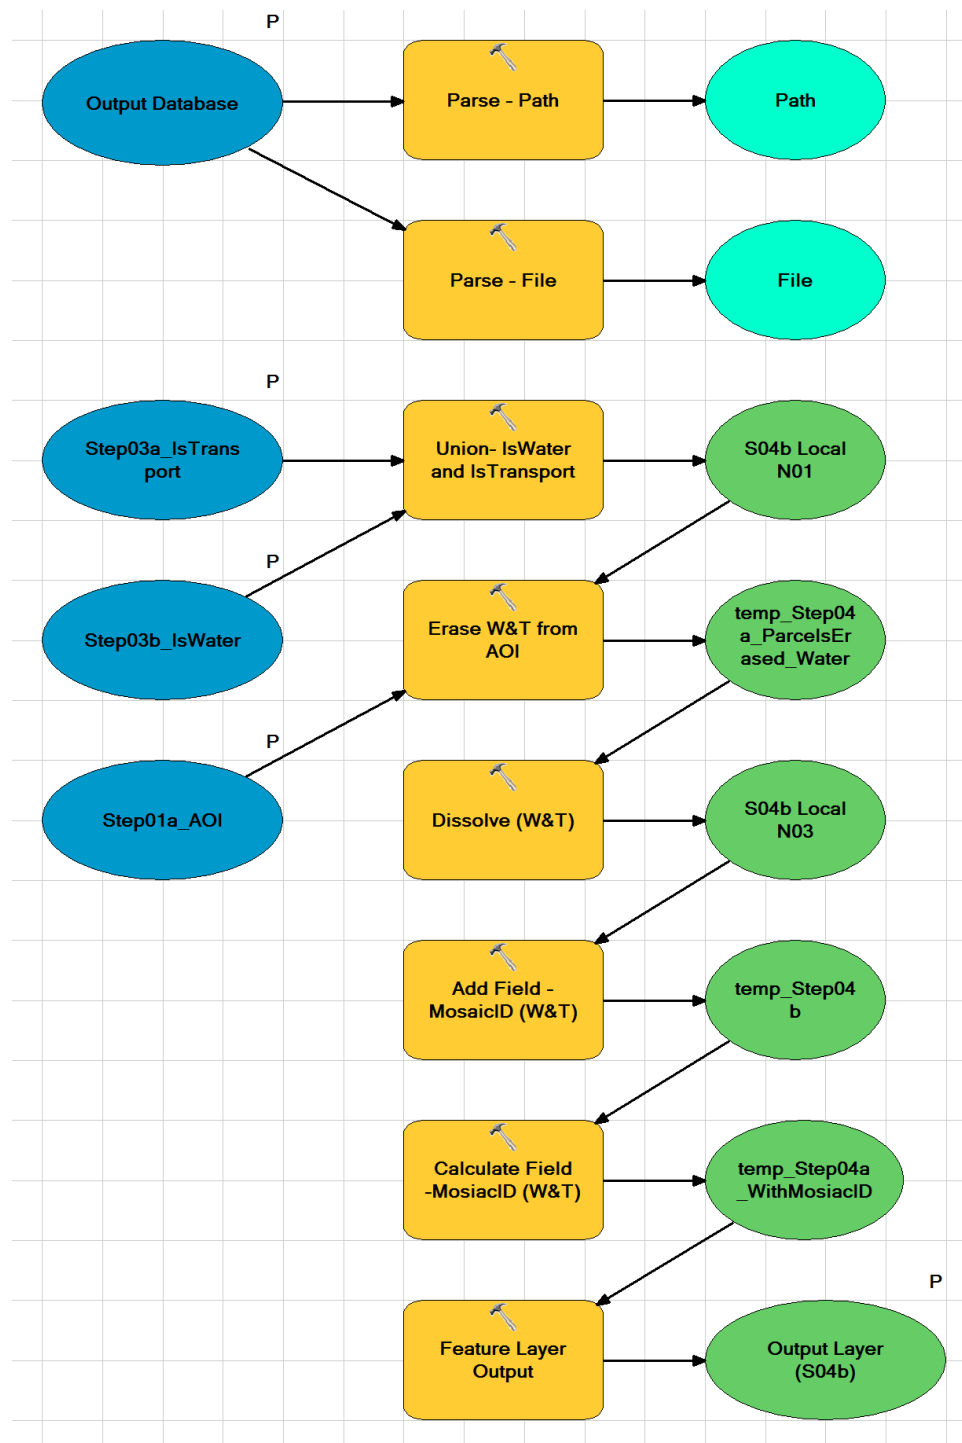 P
Output Database
Parse - Path
Path
Parse - File
File
P
Step03a_IsTrans
port
Union- IsWater
and IsTransport
S04b Local
N01
P
Step03b_IsWater
Erase W&T from
AOI
temp_Step04
a_ParcelsEr
ased_Water
P
Step01a_AOI
Dissolve (W&T)
S04b Local
N03
Add Field -
MosaicID (W&T)
temp_Step04
b
Calculate Field
-MosiacID (W&T)
temp_Step04a
_WithMosiacID
P
Feature Layer
Output
Output Layer
(S04b)